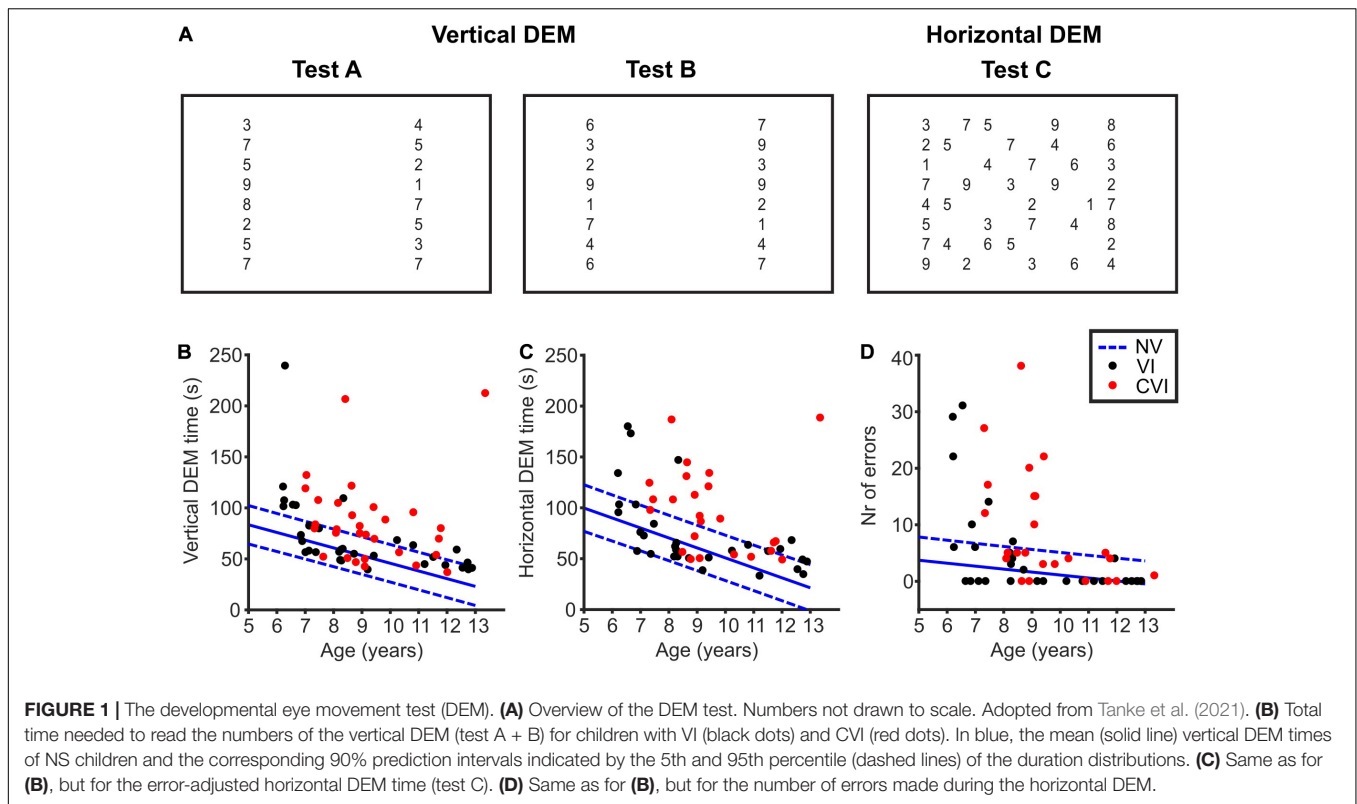 A
Vertical DEM
Horizontal DEM
Test A
Test B
Test C
3 4
7 5
5 2
9 1
8 7
2 5
5 3
7 7
6 7
3 9
2 3
9 9
1 2
7 1
4 4
6 7
3 7 5 9 8
2 5 7 4 6
1 4 7 6 3
7 9 3 9 2
4 5 2 1 7
5 3 7 4 8
7 4 6 5 2
9 2 3 6 4
B
Vertical DEM time (s)
250
200
150
100
50
0
5 6 7 8 9 10 11 12 13
Age (years)
C
Horizontal DEM time (s)
250
200
150
100
50
0
5 6 7 8 9 10 11 12 13
Age (years)
D
Nr of errors
40
30
20
10
0
5 6 7 8 9 10 11 12 13
Age (years)
NV
VI
CVI
FIGURE 1 | The developmental eye movement test (DEM). (A) Overview of the DEM test. Numbers not drawn to scale. Adopted from Tanke et al. (2021). (B) Total
time needed to read the numbers of the vertical DEM (test A + B) for children with VI (black dots) and CVI (red dots). In blue, the mean (solid line) vertical DEM times
of NS children and the corresponding 90% prediction intervals indicated by the 5th and 95th percentile (dashed lines) of the duration distributions. (C) Same as for
(B), but for the error-adjusted horizontal DEM time (test C). (D) Same as for (B), but for the number of errors made during the horizontal DEM.